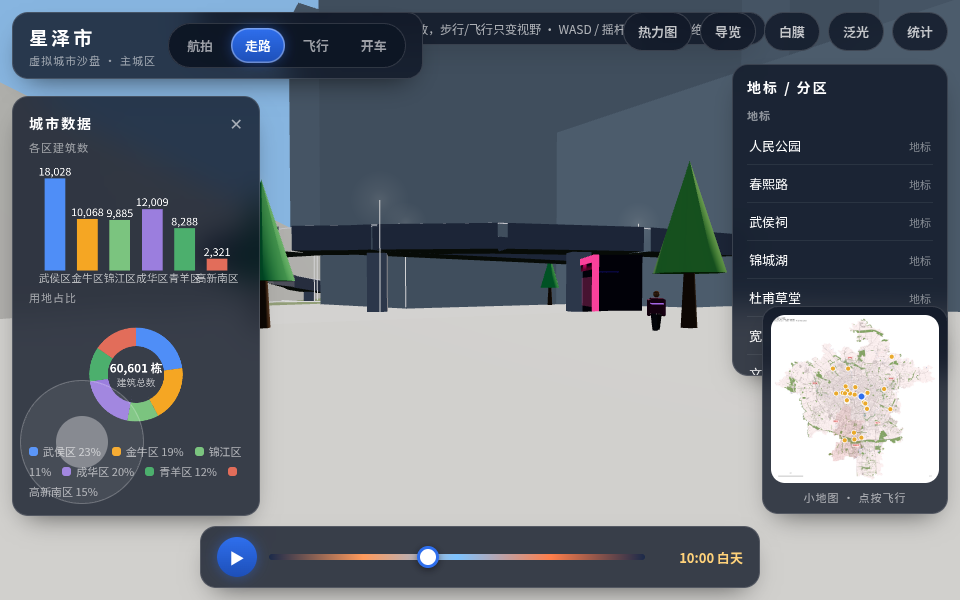 星泽市
虚拟城市沙盘 · 主城区
航拍
走路
飞行
开车
，步行/飞行只变视野 · WASD / 摇杆
热力图
导览
白膜
泛光
统计
城市数据
×
各区建筑数
18,028
10,068
9,885
12,009
8,288
2,321
武侯区
金牛区
锦江区
成华区
青羊区
高新南区
用地占比
60,601 栋
建筑总数
武侯区 23% 金牛区 19% 锦江区
11% 成华区 20% 青羊区 12%
高新南区 15%
1
地标 / 分区
地标
人民公园 地标
春熙路 地标
武侯祠 地标
锦城湖 地标
杜甫草堂 地标
宽
小地图 · 点按飞行
10:00 白天